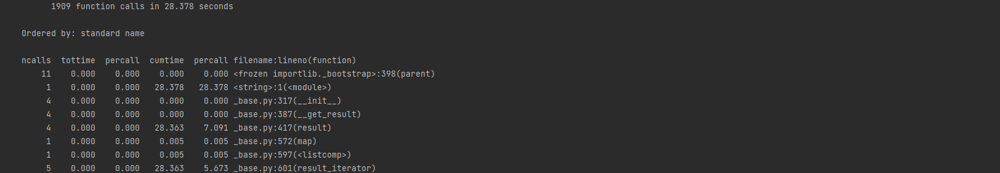 1909 function calls in 28.378 seconds
Ordered by: standard name
ncalls  tottime  percall  cumtime  percall filename:lineno(function)
11    0.000    0.000    0.000    0.000 <frozen importlib._bootstrap>:398(parent)
1    0.000    0.000   28.378   28.378 <string>:1(<module>)
4    0.000    0.000    0.000    0.000 _base.py:317(__init__)
4    0.000    0.000    0.000    0.000 _base.py:387(__get_result)
4    0.000    0.000   28.363    7.091 _base.py:417(result)
1    0.000    0.000    0.005    0.005 _base.py:572(map)
1    0.000    0.000    0.005    0.005 _base.py:597(<listcomp>)
5    0.000    0.000   28.363    5.673 _base.py:601(result_iterator)